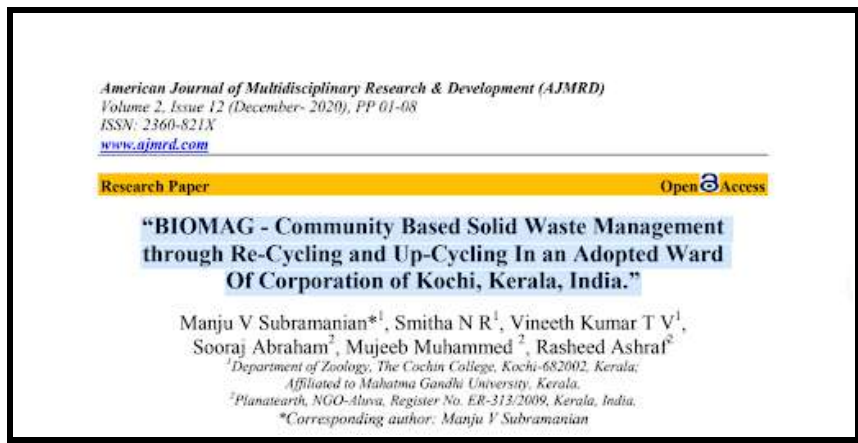 American Journal of Multidisciplinary Research & Development (AJMRD)
Volume 2, Issue 12 (December- 2020), PP 01-08
ISSN: 2360-821X
www.ajmrd.com
Research Paper Open Access
“BIOMAG - Community Based Solid Waste Management
through Re-Cycling and Up-Cycling In an Adopted Ward
Of Corporation of Kochi, Kerala, India.”
Manju V Subramanian*1, Smitha N R1, Vineeth Kumar T V1,
Sooraj Abraham2, Mujeeb Muhammed 2, Rasheed Ashraf2
1Department of Zoology, The Cochin College, Kochi-682002, Kerala;
Affiliated to Mahatma Gandhi University, Kerala.
2Planatearth, NGO-Aluva, Register No. ER-313/2009, Kerala, India.
*Corresponding author: Manju V Subramanian